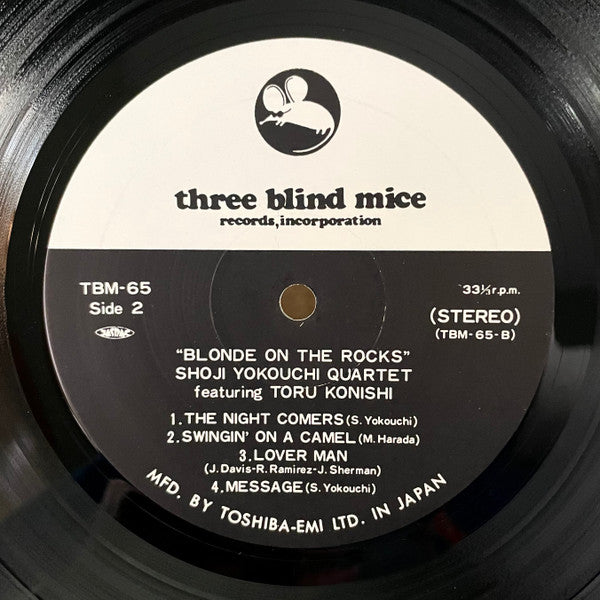 three blind mice
records, incorporation
TBM-65
Side 2
JASRAC
33⅓ r.p.m.
(STEREO)
(TBM-65-B)
"BLONDE ON THE ROCKS"
SHOJI YOKOUCHI QUARTET
featuring TORU KONISHI
1. THE NIGHT COMERS (S. Yokouchi)
2. SWINGIN' ON A CAMEL (M. Harada)
3. LOVER MAN
(J. Davis-R. Ramirez-J. Sherman)
4. MESSAGE (S. Yokouchi)
MFD. BY TOSHIBA-EMI LTD. IN JAPAN